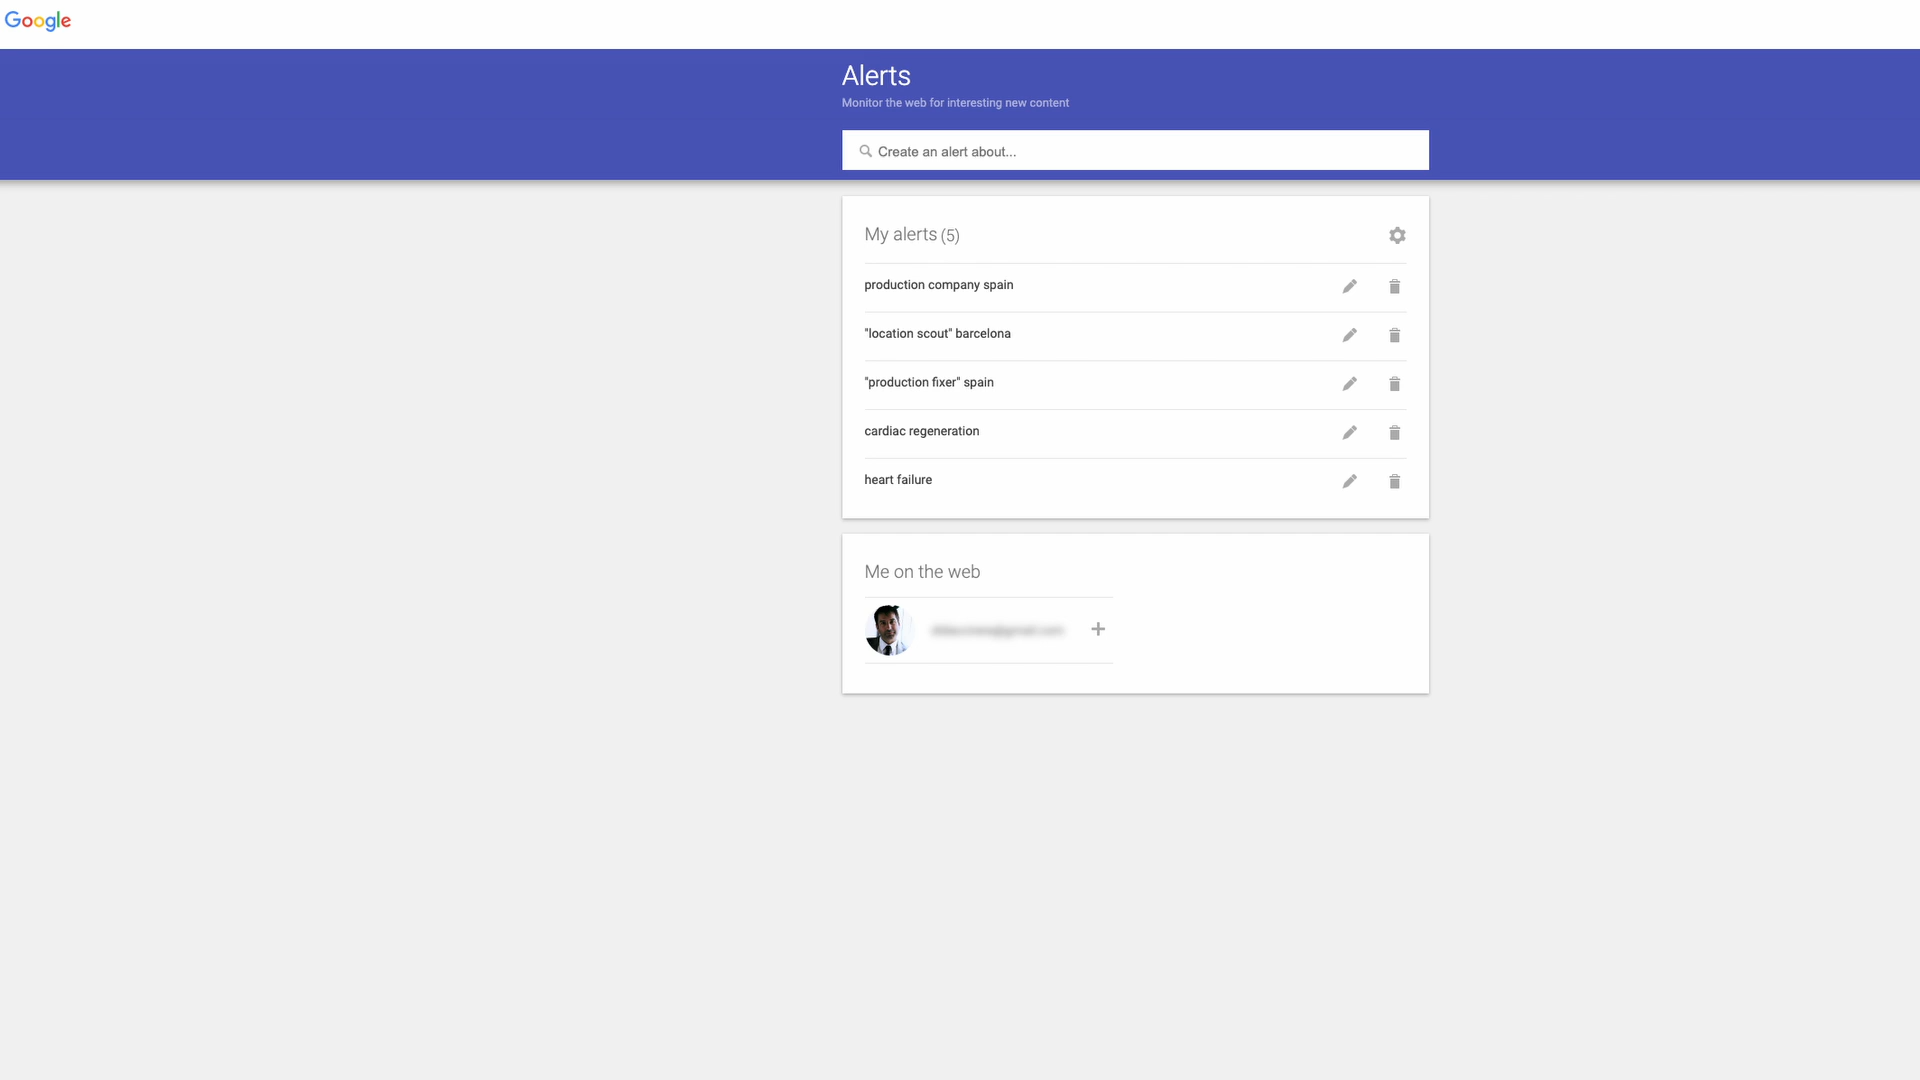 Google
Alerts
Monitor the web for interesting new content
Create an alert about...
My alerts (5)
production company spain
"location scout" barcelona
"production fixer" spain
cardiac regeneration
heart failure
Me on the web